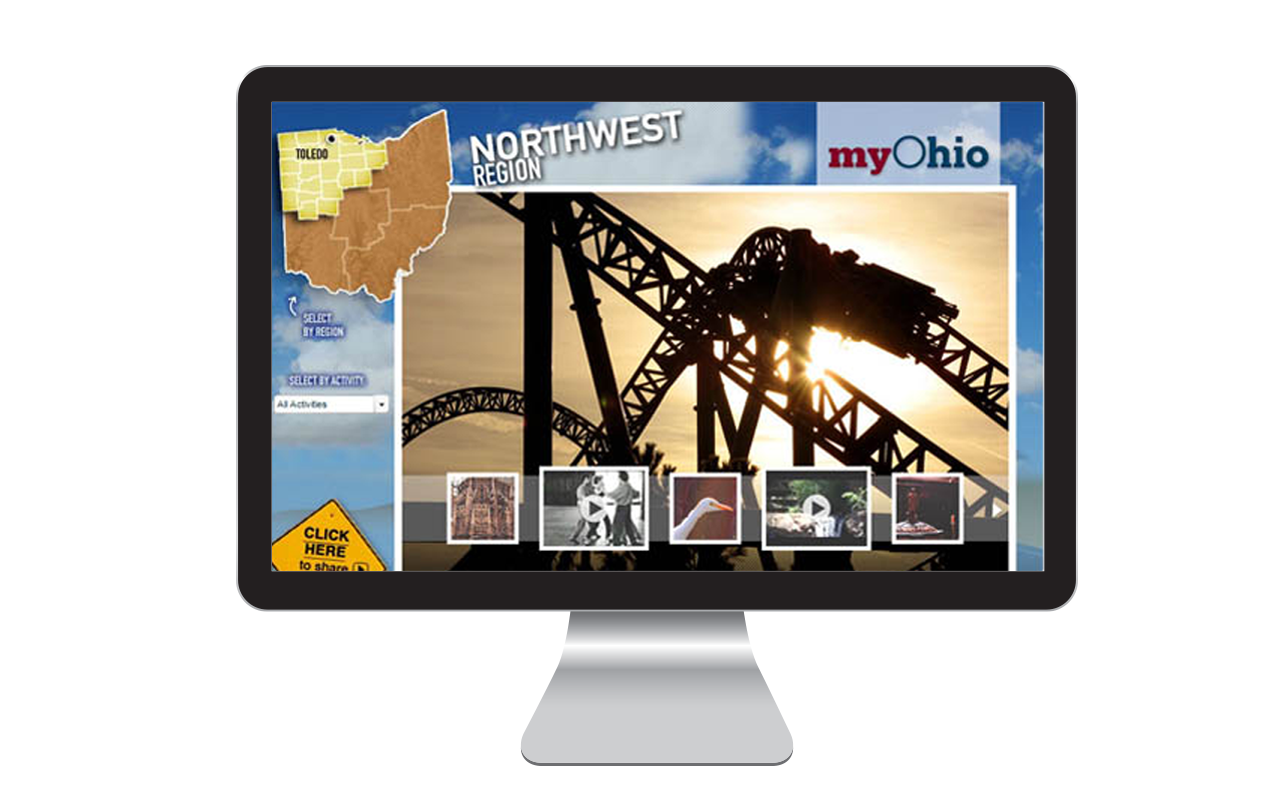 TOLEDO
NORTHWEST
REGION
myOhio
SELECT
BY REGION
SELECT BY ACTIVITY
All Activities
CLICK
HERE
to share